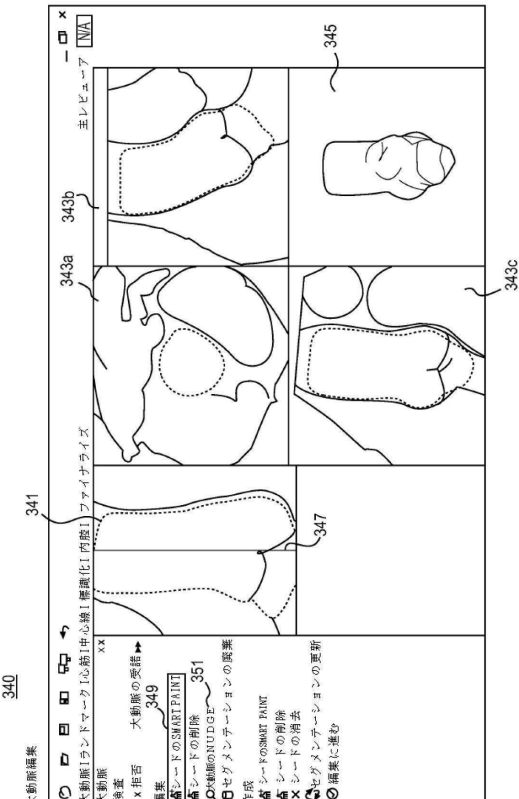 340
大動脈編集
主レビューア
N/A
大動脈Iランドマーク I心筋I中心線I標識化I内腔I ファイナライズ
大動脈 xx
検査
x 拒否 大動脈の受諾
編集
シードのSMART PAINT
シードの削除
大動脈のNUDGE
セグメンテーションの廃棄
作成
シードのSMART PAINT
シードの削除
シードの消去
セグメンテーションの更新
編集に進む
341
343a
343b
343c
345
347
349
351